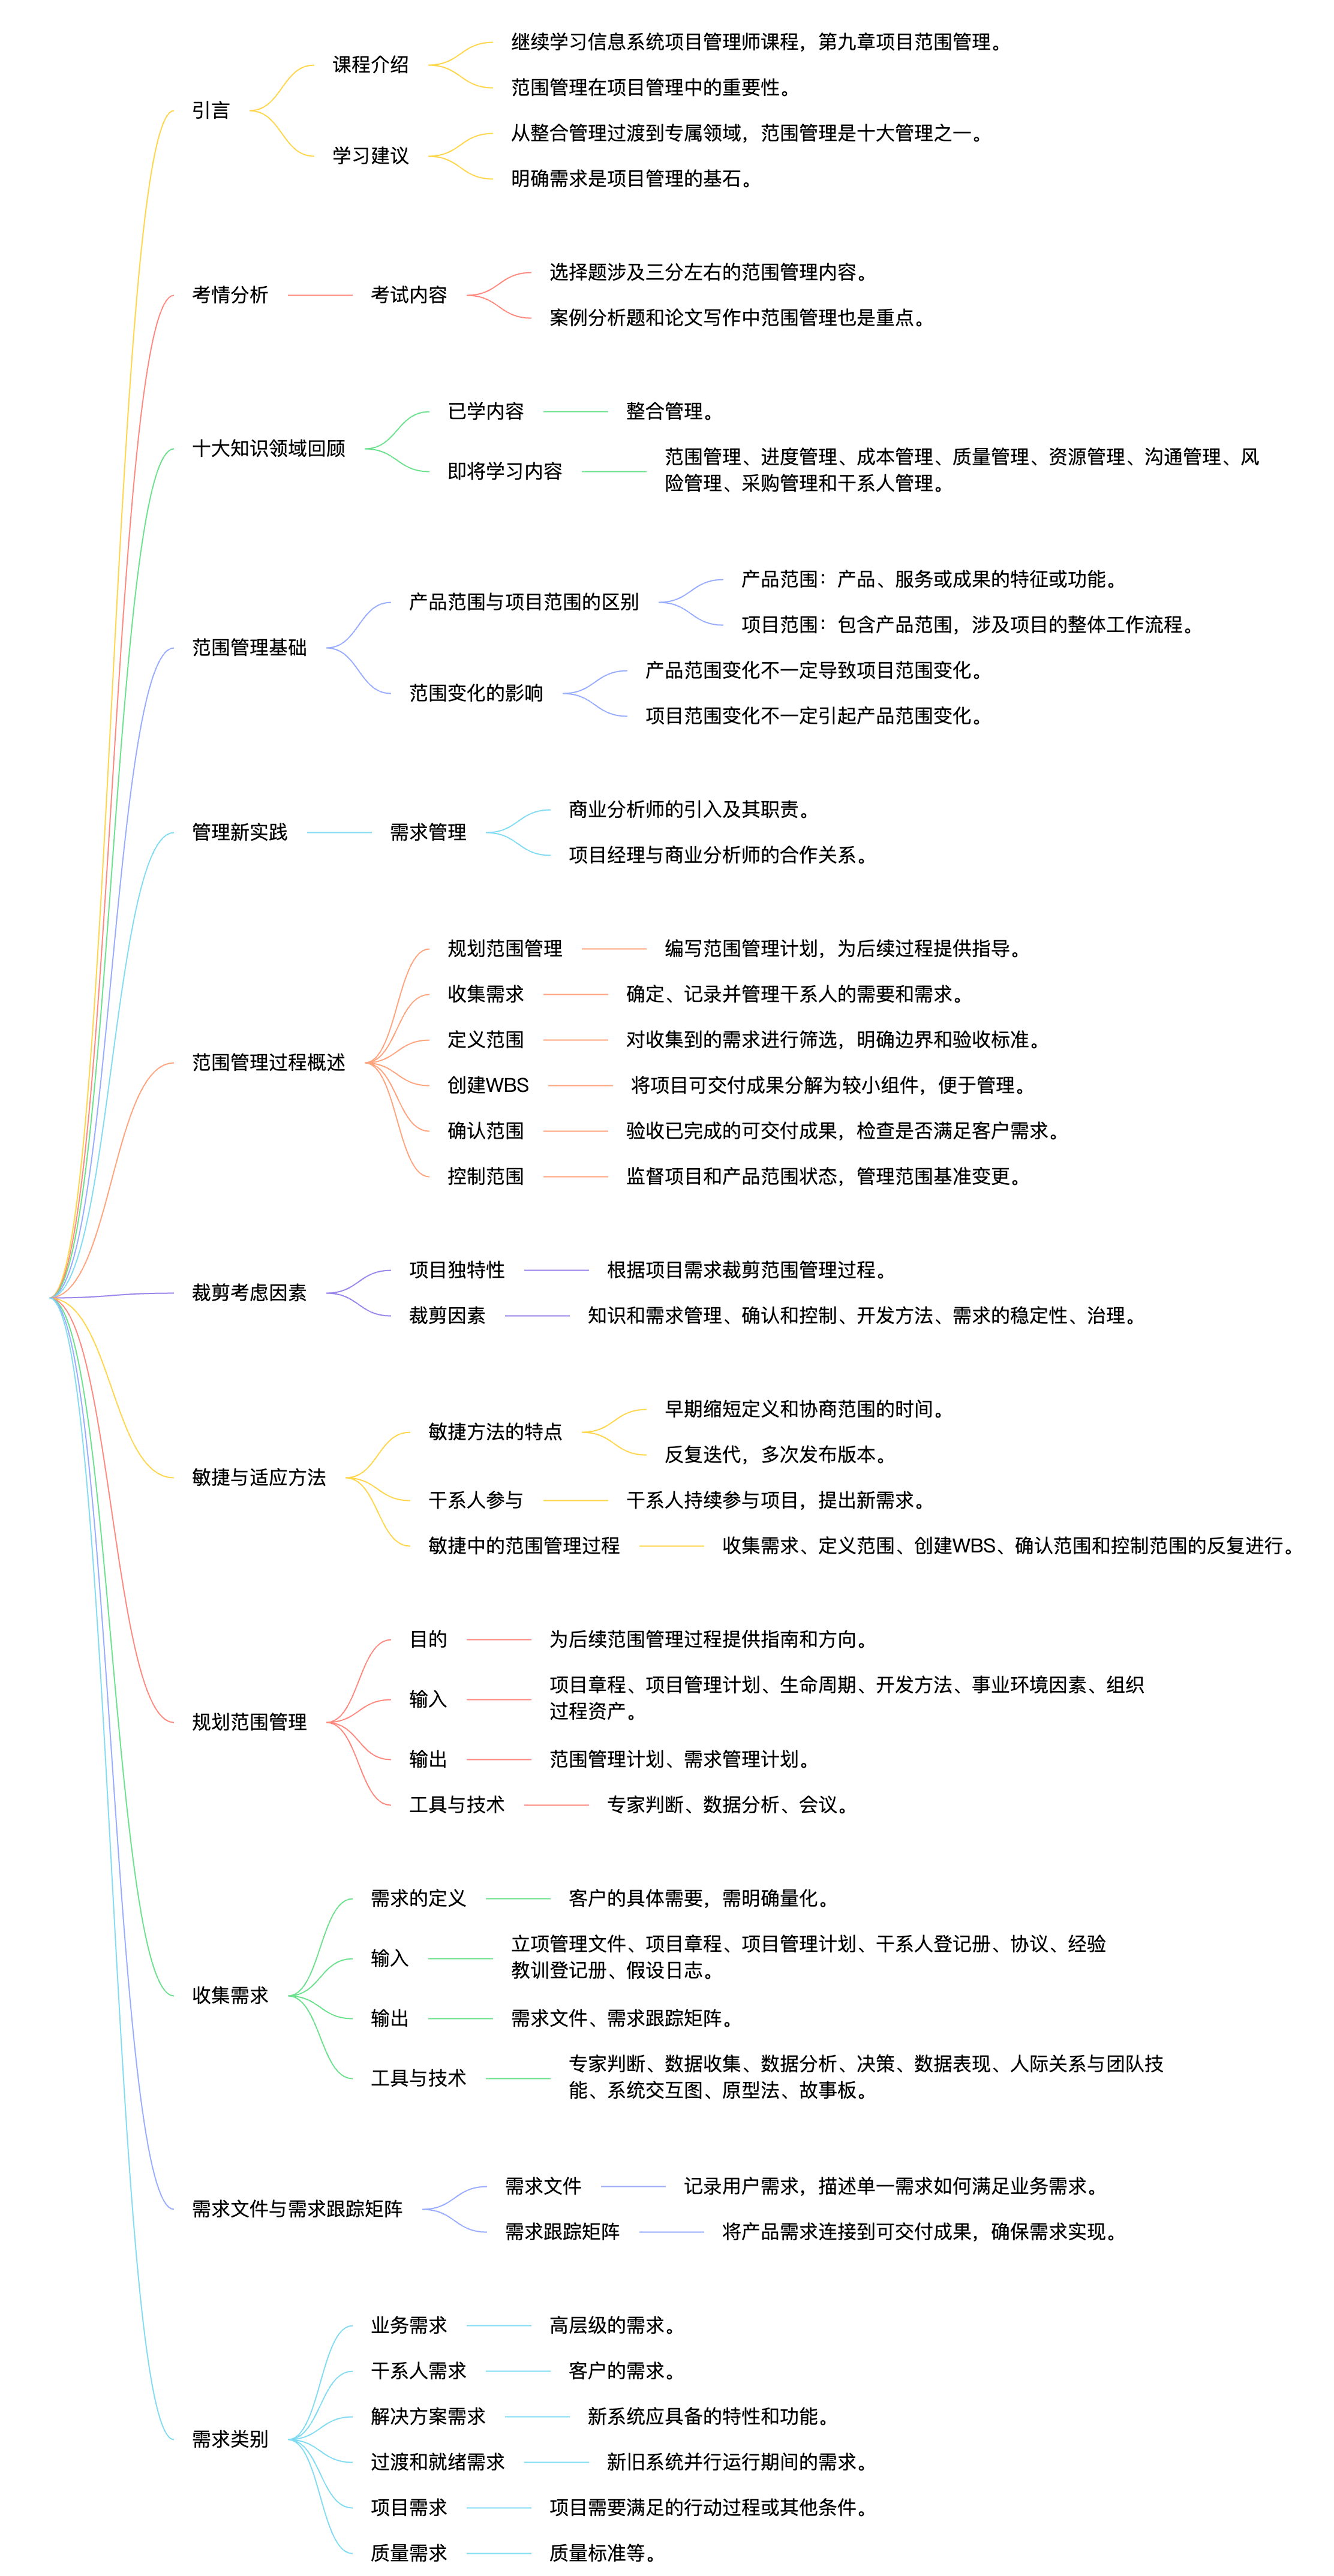 引言
课程介绍
继续学习信息系统项目管理师课程，第九章项目范围管理。
范围管理在项目管理中的重要性。
学习建议
从整合管理过渡到专属领域，范围管理是十大管理之一。
明确需求是项目管理的基石。
考情分析
考试内容
选择题涉及三分左右的范围管理内容。
案例分析题和论文写作中范围管理也是重点。
十大知识领域回顾
已学内容
整合管理。
即将学习内容
范围管理、进度管理、成本管理、质量管理、资源管理、沟通管理、风
险管理、采购管理和干系人管理。
范围管理基础
产品范围与项目范围的区别
产品范围：产品、服务或成果的特征或功能。
项目范围：包含产品范围，涉及项目的整体工作流程。
范围变化的影响
产品范围变化不一定导致项目范围变化。
项目范围变化不一定引起产品范围变化。
管理新实践
需求管理
商业分析师的引入及其职责。
项目经理与商业分析师的合作关系。
范围管理过程概述
规划范围管理
编写范围管理计划，为后续过程提供指导。
收集需求
确定、记录并管理干系人的需要和需求。
定义范围
对收集到的需求进行筛选，明确边界和验收标准。
创建WBS
将项目可交付成果分解为较小组件，便于管理。
确认范围
验收已完成的可交付成果，检查是否满足客户需求。
控制范围
监督项目和产品范围状态，管理范围基准变更。
裁剪考虑因素
项目独特性
根据项目需求裁剪范围管理过程。
裁剪因素
知识和需求管理、确认和控制、开发方法、需求的稳定性、治理。
敏捷与适应方法
敏捷方法的特点
早期缩短定义和协商范围的时间。
反复迭代，多次发布版本。
干系人参与
干系人持续参与项目，提出新需求。
敏捷中的范围管理过程
收集需求、定义范围、创建WBS、确认范围和控制范围的反复进行。
规划范围管理
目的
为后续范围管理过程提供指南和方向。
输入
项目章程、项目管理计划、生命周期、开发方法、事业环境因素、组织
过程资产。
输出
范围管理计划、需求管理计划。
工具与技术
专家判断、数据分析、会议。
收集需求
需求的定义
客户的具体需要，需明确量化。
输入
立项管理文件、项目章程、项目管理计划、干系人登记册、协议、经验
教训登记册、假设日志。
输出
需求文件、需求跟踪矩阵。
工具与技术
专家判断、数据收集、数据分析、决策、数据表现、人际关系与团队技
能、系统交互图、原型法、故事板。
需求文件与需求跟踪矩阵
需求文件
记录用户需求，描述单一需求如何满足业务需求。
需求跟踪矩阵
将产品需求连接到可交付成果，确保需求实现。
需求类别
业务需求
高层级的需求。
干系人需求
客户的需求。
解决方案需求
新系统应具备的特性和功能。
过渡和就绪需求
新旧系统并行运行期间的需求。
项目需求
项目需要满足的行动过程或其他条件。
质量需求
质量标准等。